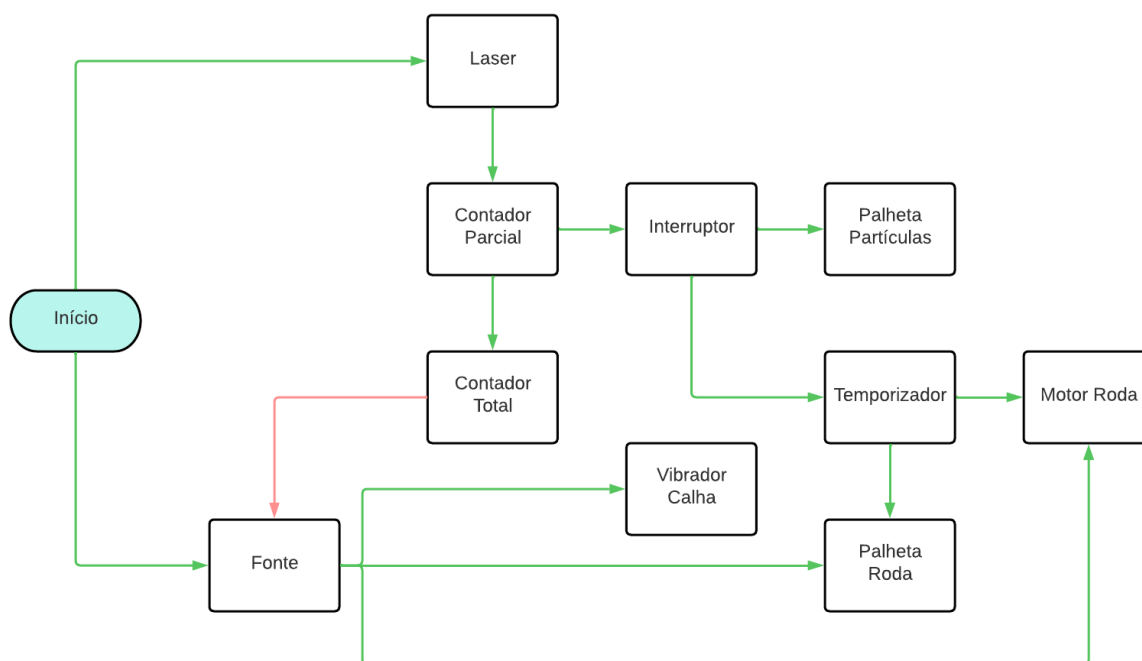 Laser
Contador
Parcial
Interruptor
Palheta
Partículas
Início
Contador
Total
Temporizador
Motor Roda
Vibrador
Calha
Fonte
Palheta
Roda